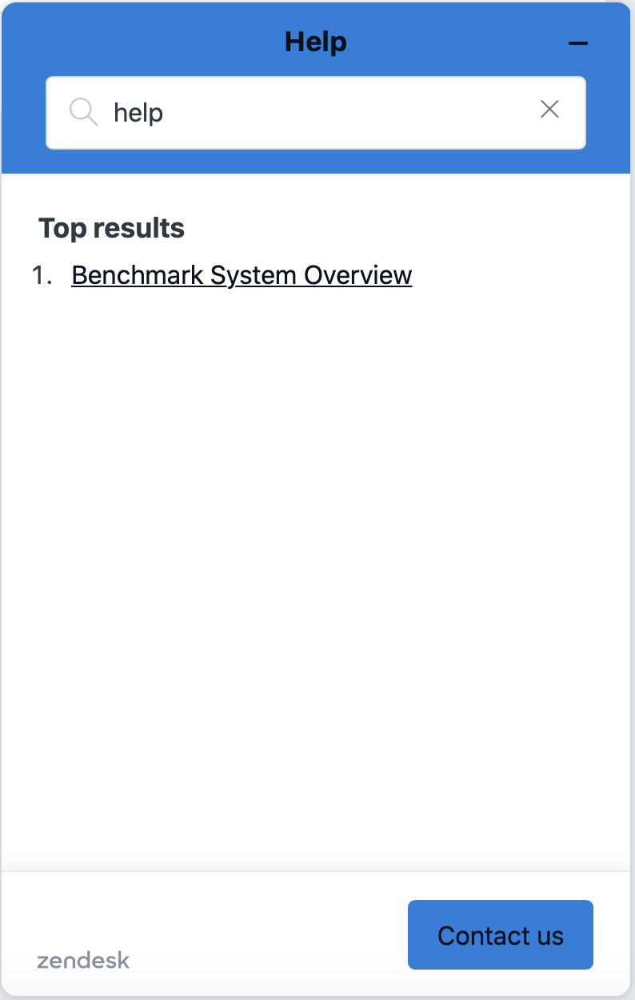 Help
help
Top results
1. Benchmark System Overview
Contact us
zendesk